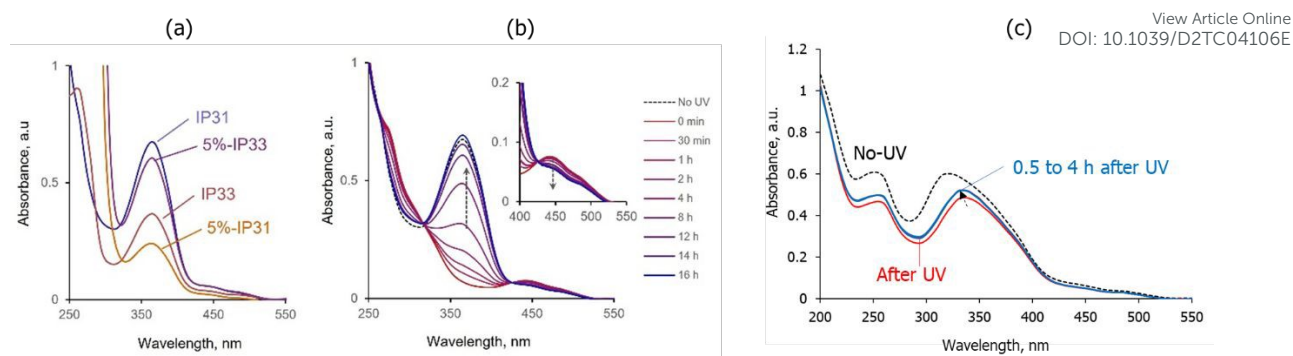 View Article Online
DOI: 10.1039/D2TC04106E
(a)
Absorbance, a.u
1
0.5
0
IP31
5%-IP33
IP33
5%-IP31
250
350
450
550
Wavelength, nm
(b)
Absorbance, a.u.
1
0.5
0
0.2
0.1
0
400
450
500
550
250
350
450
550
Wavelength, nm
No UV
0 min
30 min
1 h
2 h
4 h
8 h
12 h
14 h
16 h
(c)
Absorbance, a.u.
1.2
1
0.8
0.6
0.4
0.2
0
No-UV
0.5 to 4 h after UV
After UV
200
250
300
350
400
450
500
550
Wavelength, nm